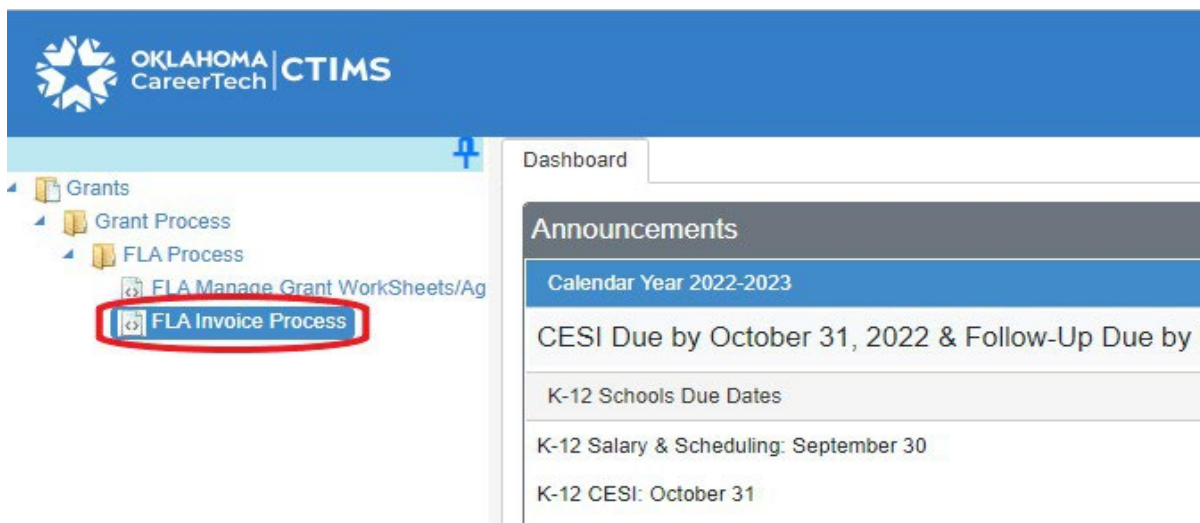 OKLAHOMA
CareerTech
CTIMS
Grants
Grant Process
FLA Process
FLA Manage Grant WorkSheets/Ag
FLA Invoice Process
Dashboard
Announcements
Calendar Year 2022-2023
CESI Due by October 31, 2022 & Follow-Up Due by
K-12 Schools Due Dates
K-12 Salary & Scheduling: September 30
K-12 CESI: October 31